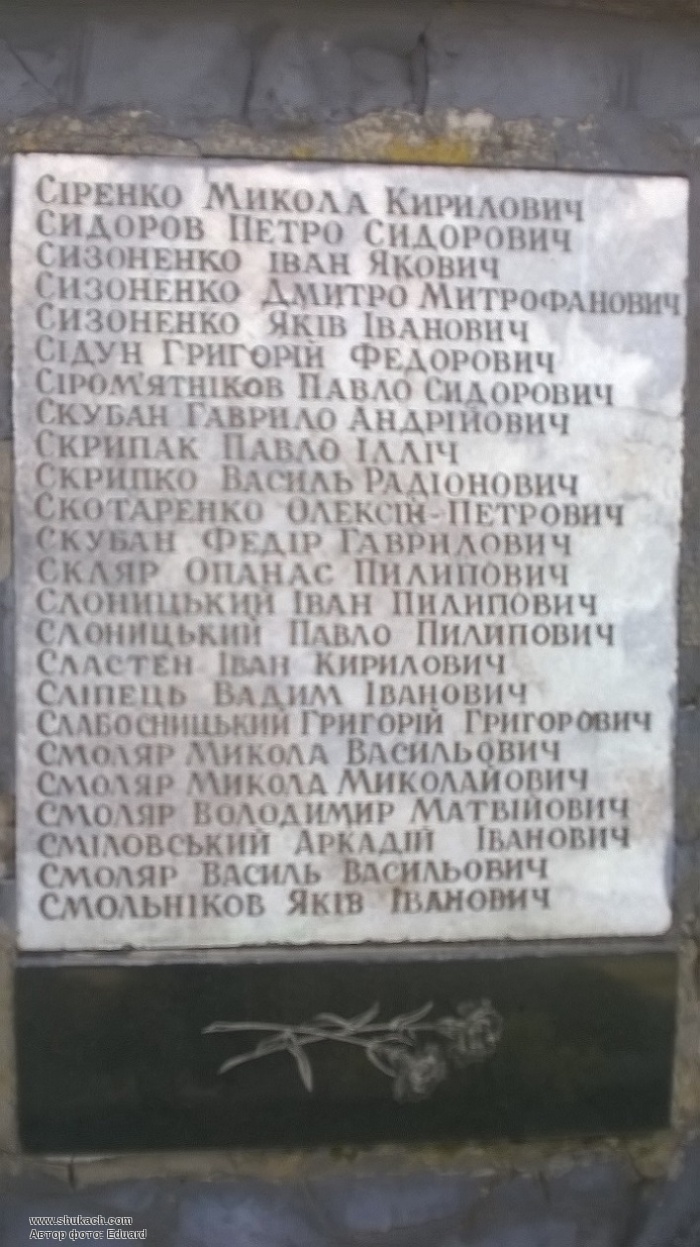 Сіренко Микола Кирилович
Сидоров Петро Сидорович
Сизоненко Іван Якович
Сизоненко Дмитро Митрофанович
Сизоненко Яків Іванович
Сідун Григорій Федорович
Сіром'ятніков Павло Сидорович
Скубан Гаврило Андрійович
Скрипак Павло Ілліч
Скрипко Василь Радіонович
Скотаренко Олексій Петрович
Скубан Федір Гаврилович
Скляр Опанас Пилипович
Слоницький Іван Пилипович
Слоницький Павло Пилипович
Сластен Іван Кирилович
Сліпець Вадим Іванович
Слабосницький Григорій Григорович
Смоляр Микола Васильович
Смоляр Микола Миколайович
Смоляр Володимир Матвійович
Сміловський Аркадій Іванович
Смоляр Василь Васильович
Смольніков Яків Іванович
www.shukach.com
Автор фото: Eduard